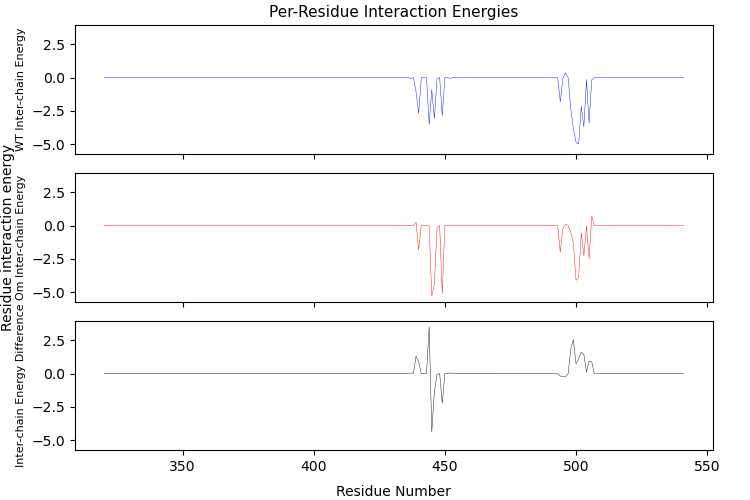 Per-Residue Interaction Energies
Residue interaction energy
WT Inter-chain Energy
2.5
0.0
−2.5
−5.0
Om Inter-chain Energy
2.5
0.0
−2.5
−5.0
Inter-chain Energy Difference
2.5
0.0
−2.5
−5.0
350
400
450
500
550
Residue Number